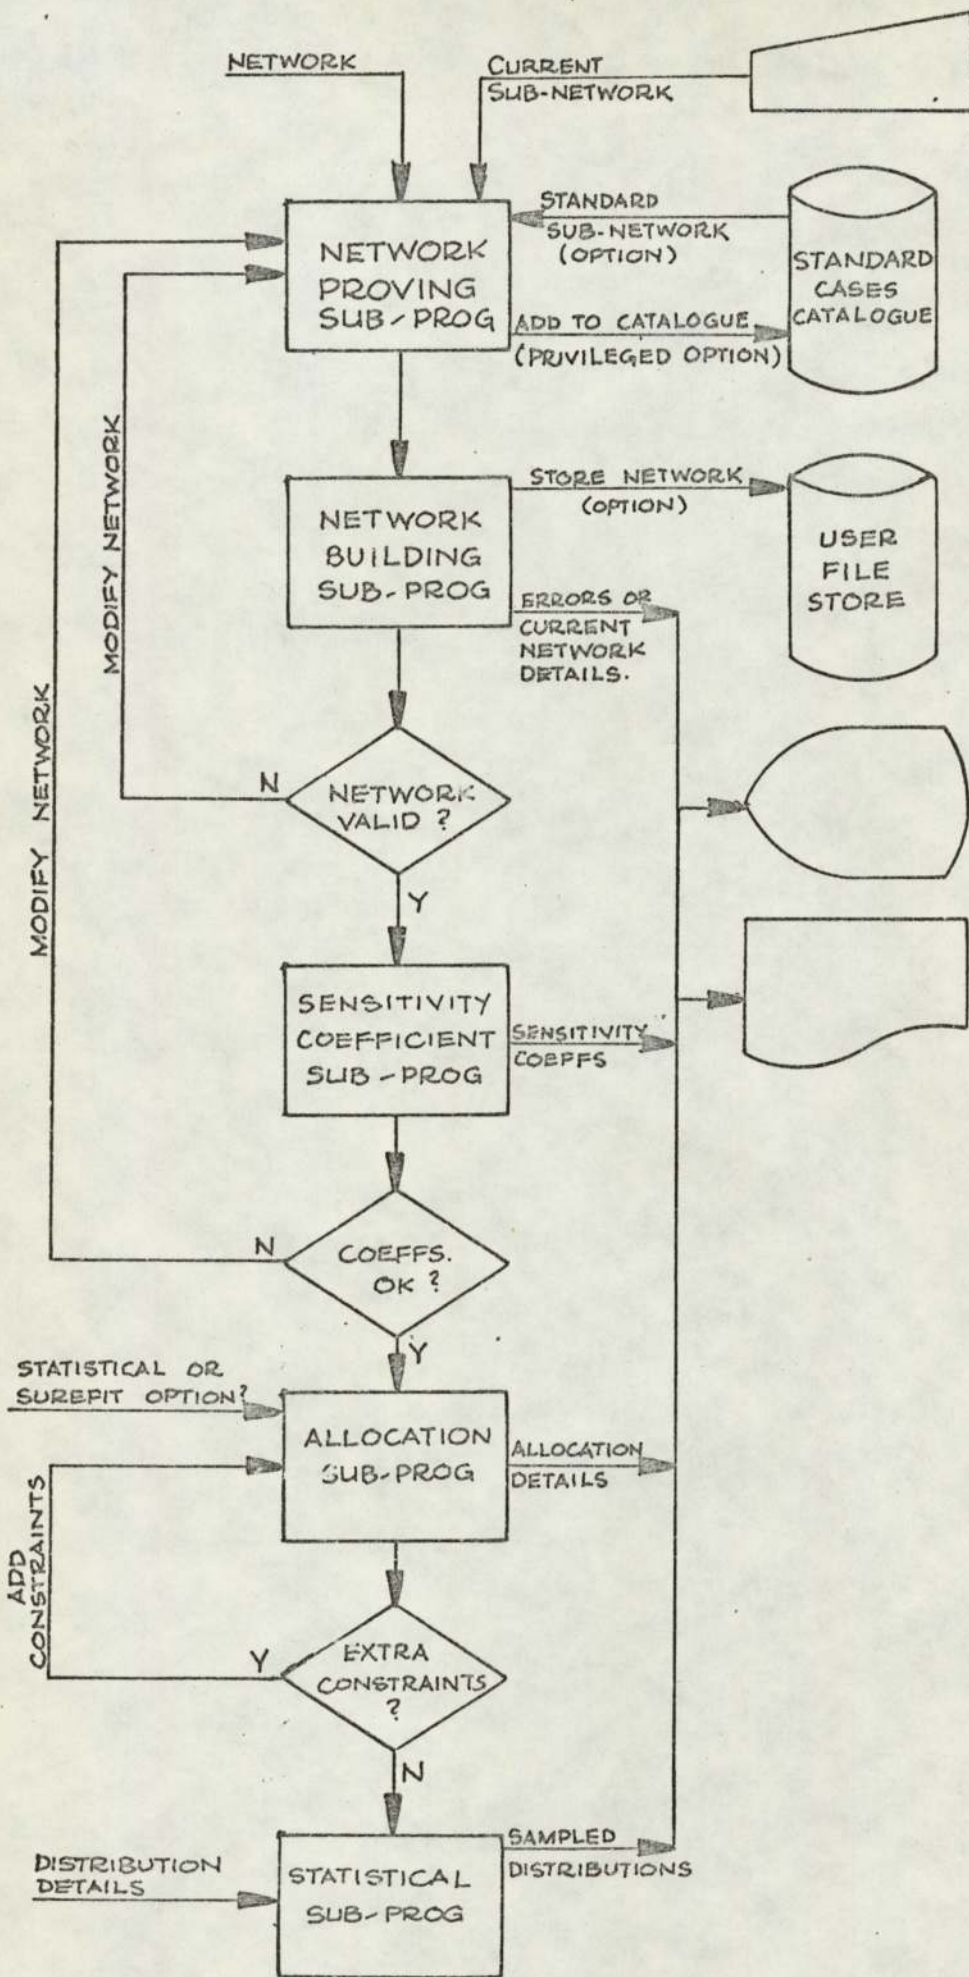 NETWORK
CURRENT
SUB-NETWORK
NETWORK
PROVING
SUB-PROG
STANDARD
SUB-NETWORK
(OPTION)
ADD TO CATALOGUE
(PRIVILEGED OPTION)
STANDARD
CASES
CATALOGUE
MODIFY NETWORK
MODIFY NETWORK
NETWORK
BUILDING
SUB-PROG
STORE NETWORK
(OPTION)
USER
FILE
STORE
ERRORS OR
CURRENT
NETWORK
DETAILS.
NETWORK
VALID ?
N
Y
SENSITIVITY
COEFFICIENT
SUB-PROG
SENSITIVITY
COEFFS
COEFFS.
OK ?
N
Y
STATISTICAL OR
SUREFIT OPTION?
ALLOCATION
SUB-PROG
ALLOCATION
DETAILS
ADD
CONSTRAINTS
EXTRA
CONSTRAINTS
?
Y
N
DISTRIBUTION
DETAILS
STATISTICAL
SUB-PROG
SAMPLED
DISTRIBUTIONS